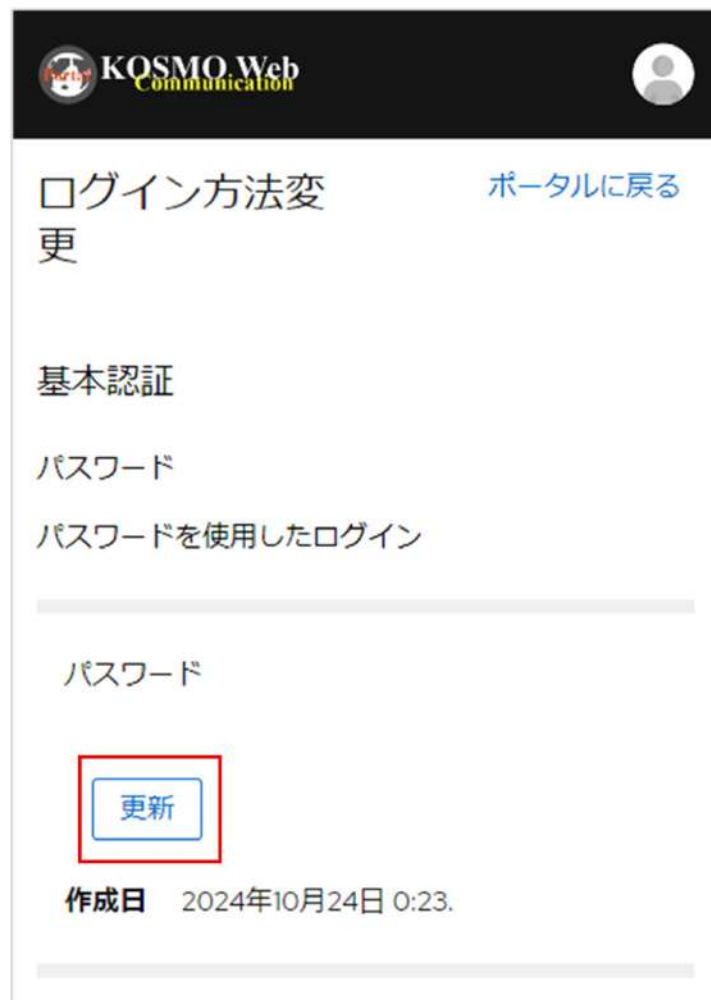 Portal KOSMO Web
Communication
ログイン方法変
更
ポータルに戻る
基本認証
パスワード
パスワードを使用したログイン
パスワード
更新
作成日 2024年10月24日 0:23.